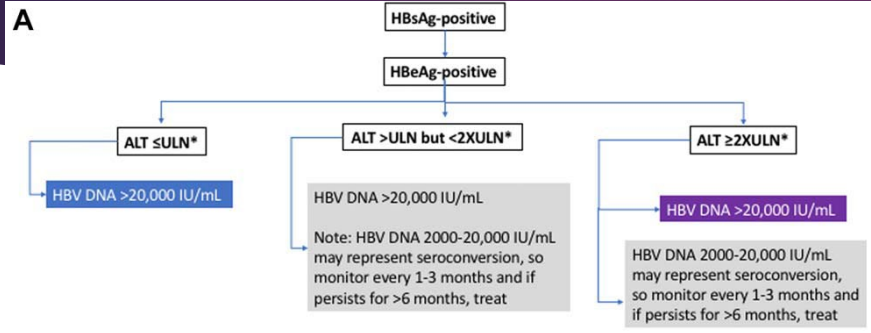 A
HBsAg-positive
HBeAg-positive
ALT ≤ULN*
ALT >ULN but <2XULN*
ALT ≥2XULN*
HBV DNA >20,000 IU/mL
HBV DNA >20,000 IU/mL
Note: HBV DNA 2000-20,000 IU/mL
may represent seroconversion, so
monitor every 1-3 months and if
persists for >6 months, treat
HBV DNA >20,000 IU/mL
HBV DNA 2000-20,000 IU/mL
may represent seroconversion,
so monitor every 1-3 months and
if persists for >6 months, treat